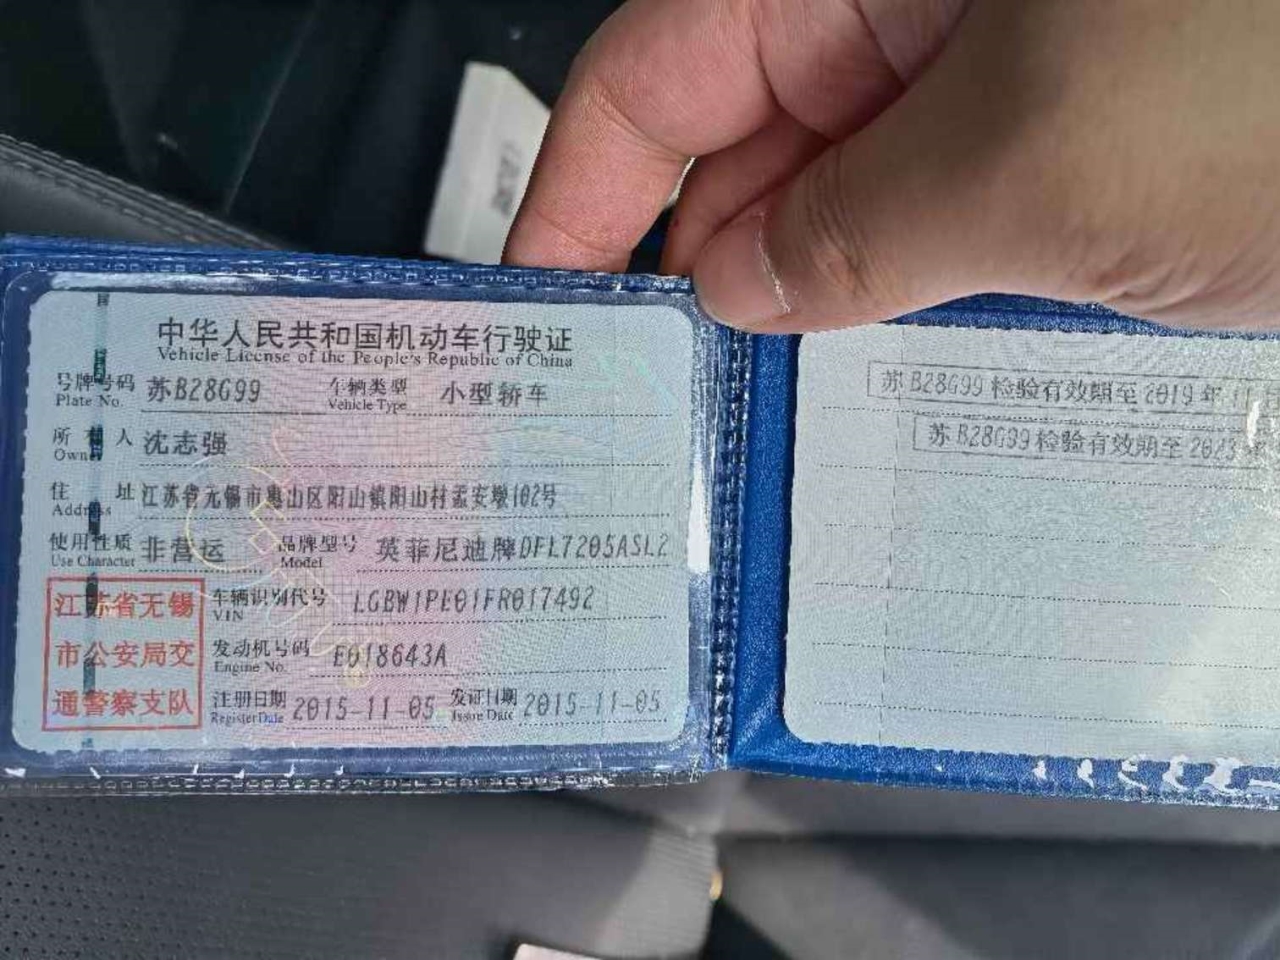 中华人民共和国机动车行驶证
Vehicle License of the People's Republic of China
号牌号码 苏B28G99 车辆类型 小型轿车
Plate No. Vehicle Type
所有人 沈志强
Owner
住址 江苏省无锡市惠山区阳山镇阳山村孟安墩102号
Address
使用性质 非营运 品牌型号 英菲尼迪牌DFL7205ASL2
Use Character Model
车辆识别代号 LGBW1PE01FR017492
VIN
发动机号码 E018643A
Engine No.
注册日期 2015-11-05 发证日期 2015-11-05
Register Date Issue Date
江苏省无锡
市公安局交
通警察支队
苏B28G99检验有效期至2019年11月
苏B28G99检验有效期至2023年